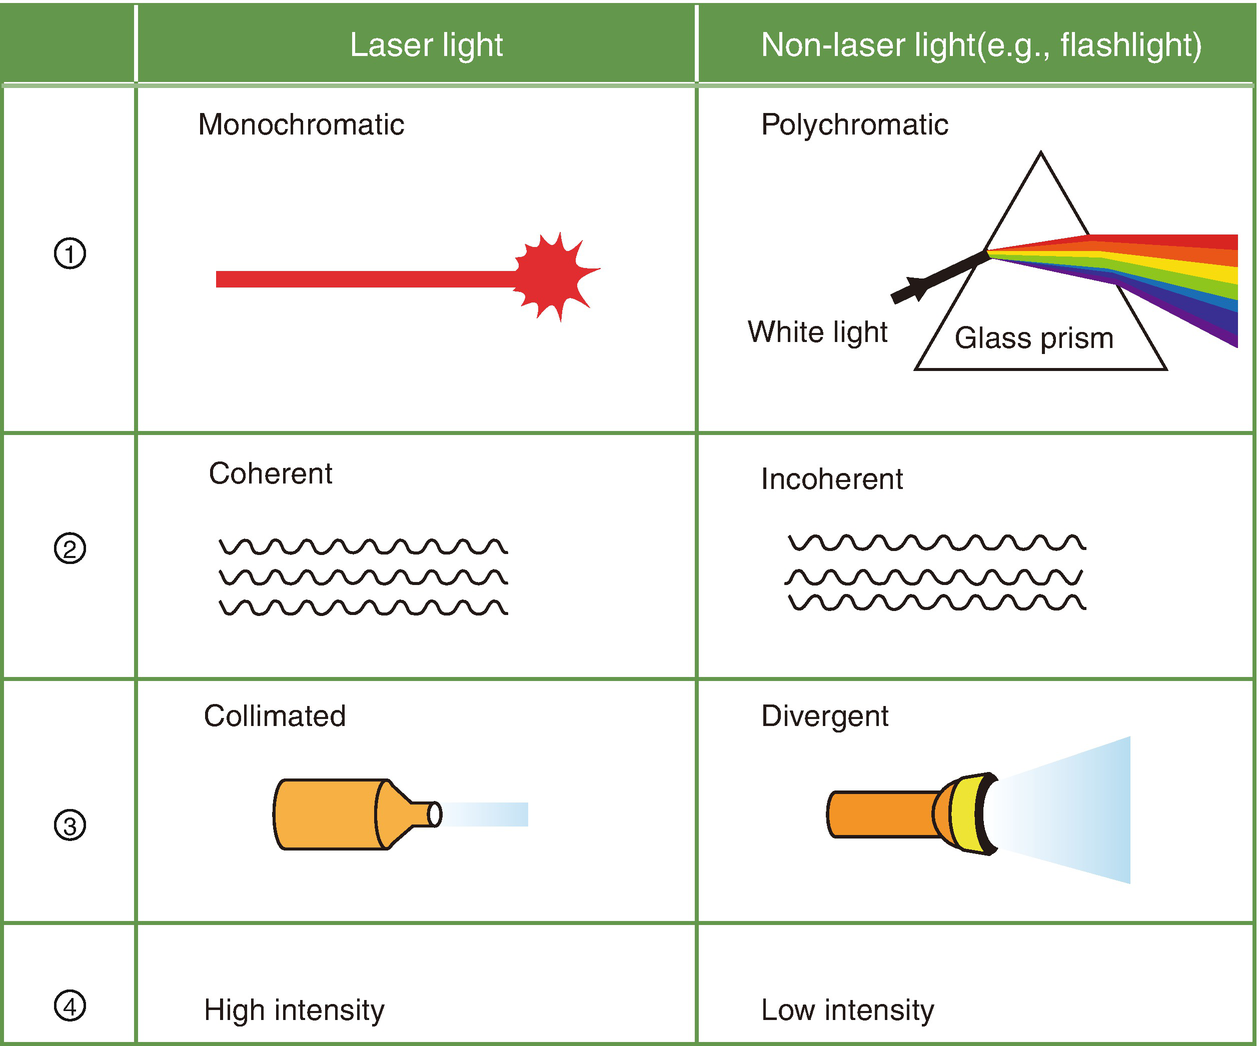 Laser light
Non-laser light(e.g., flashlight)
①
Monochromatic
Polychromatic
White light
Glass prism
②
Coherent
Incoherent
③
Collimated
Divergent
④
High intensity
Low intensity